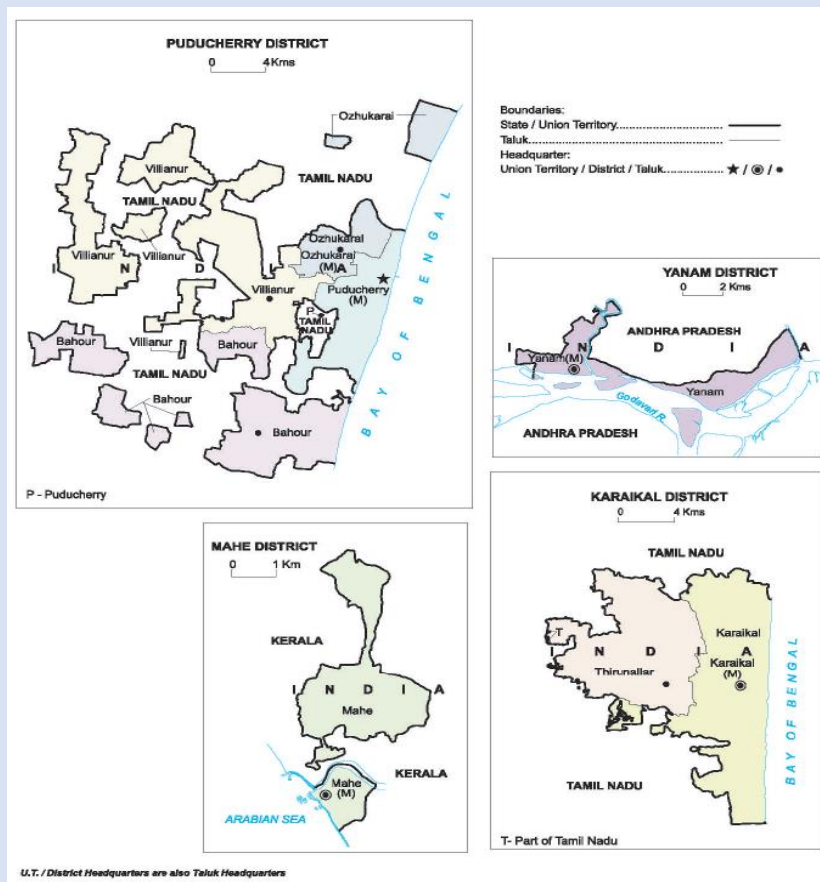 PUDUCHERRY DISTRICT
0 4 Kms
Ozhukarai
TAMIL NADU
Villianur
TAMIL NADU
Villianur
Villianur
Ozhukarai
Ozhukarai
(M)
I N D I A
Puducherry
(M)
Villianur
P
TAMIL
NADU
Bahour
Villianur
Bahour
TAMIL NADU
Bahour
Bahour
BAY OF BENGAL
P - Puducherry
Boundaries:
State / Union Territory
Taluk
Headquarter:
Union Territory / District / Taluk ★ / ◉ / •
YANAM DISTRICT
0 2 Kms
ANDHRA PRADESH
I N D I A
Yanam(M)
Yanam
Godavari R.
ANDHRA PRADESH
MAHE DISTRICT
0 1 Km
KERALA
I N D I A
Mahe
KERALA
Mahe
(M)
ARABIAN SEA
KARAIKAL DISTRICT
0 4 Kms
TAMIL NADU
T
Karaikal
I N D I A
Thirunallar
Karaikal
(M)
BAY OF BENGAL
TAMIL NADU
T- Part of Tamil Nadu
U.T. / District Headquarters are also Taluk Headquarters